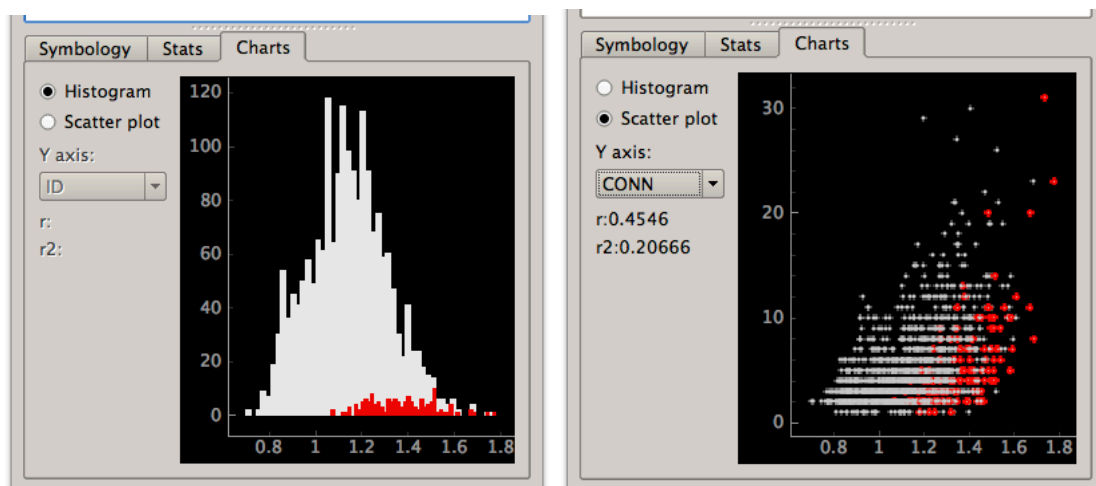 Symbology Stats Charts
Histogram
Scatter plot
Y axis:
ID
r:
r2:
120
100
80
60
40
20
0
0.8 1 1.2 1.4 1.6 1.8
Symbology Stats Charts
Histogram
Scatter plot
Y axis:
CONN
r:0.4546
r2:0.20666
30
20
10
0
0.8 1 1.2 1.4 1.6 1.8